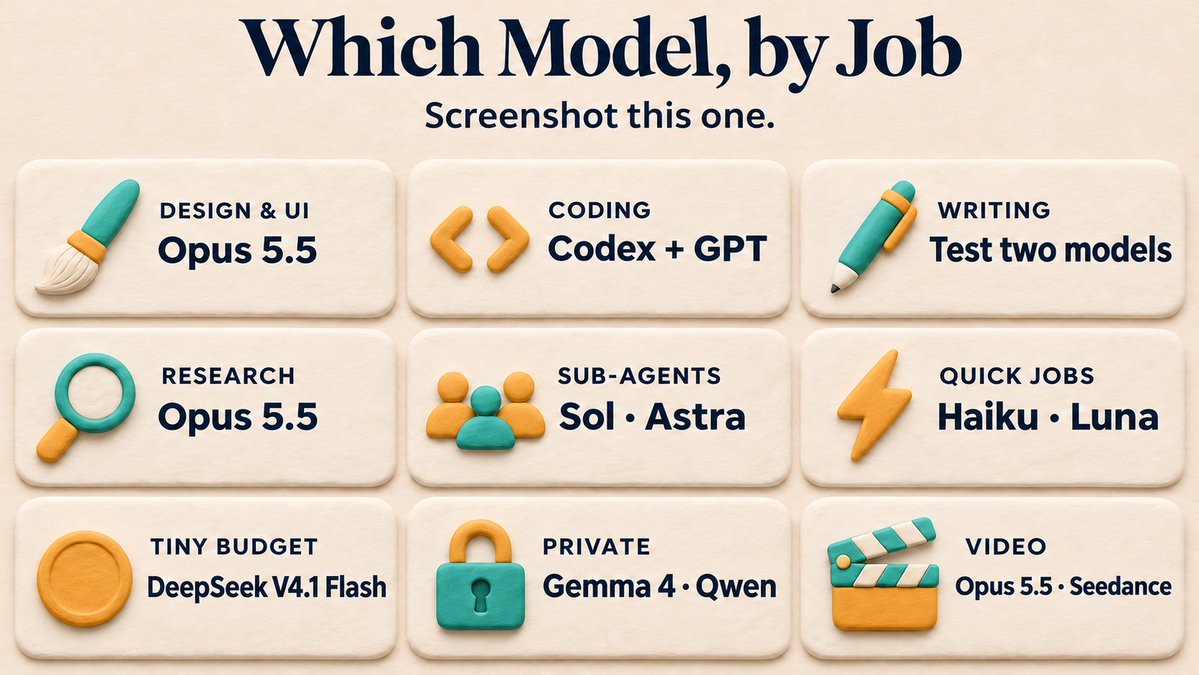 Which Model, by Job
Screenshot this one.
DESIGN & UI
Opus 5.5
CODING
Codex + GPT
WRITING
Test two models
RESEARCH
Opus 5.5
SUB-AGENTS
Sol · Astra
QUICK JOBS
Haiku · Luna
TINY BUDGET
DeepSeek V4.1 Flash
PRIVATE
Gemma 4 · Qwen
VIDEO
Opus 5.5 · Seedance